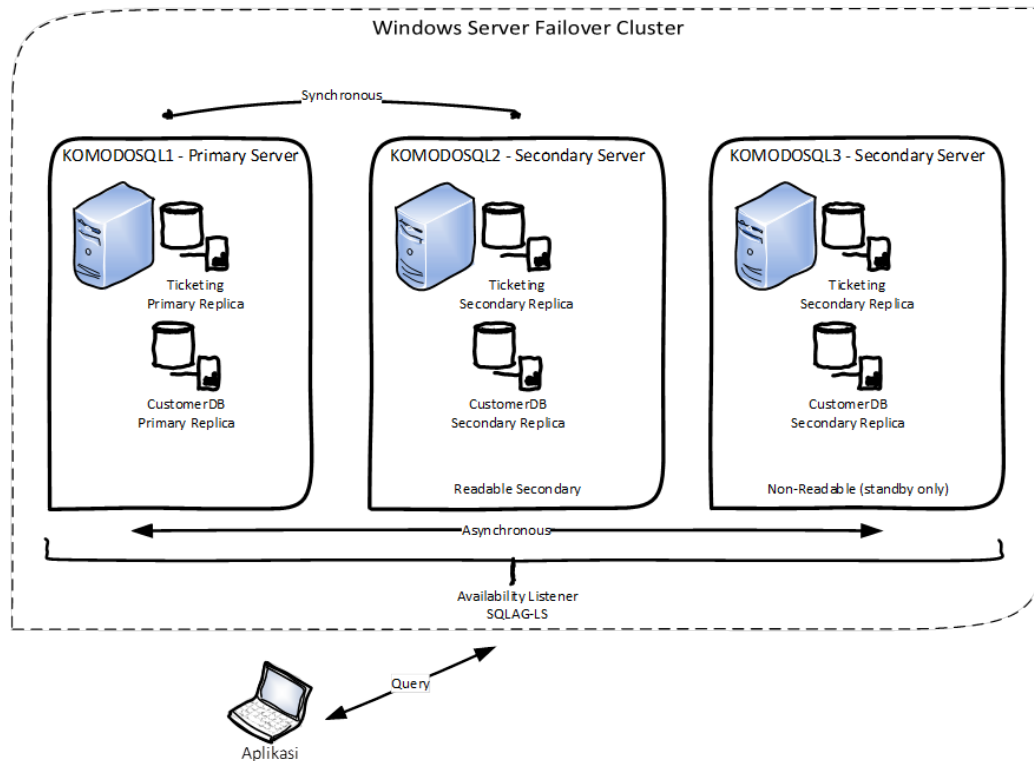 Windows Server Failover Cluster
Synchronous
KOMODOSQL1 - Primary Server
KOMODOSQL2 - Secondary Server
KOMODOSQL3 - Secondary Server
Ticketing
Primary Replica
Ticketing
Secondary Replica
Ticketing
Secondary Replica
CustomerDB
Primary Replica
CustomerDB
Secondary Replica
CustomerDB
Secondary Replica
Readable Secondary
Non-Readable (standby only)
Asynchronous
Availability Listener
SQLAG-LS
Query
Aplikasi